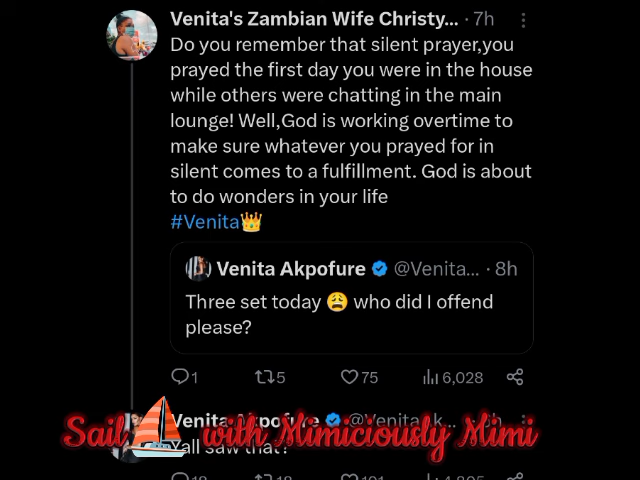 Venita's Zambian Wife Christy... · 7h
Do you remember that silent prayer,you
prayed the first day you were in the house
while others were chatting in the main
lounge! Well,God is working overtime to
make sure whatever you prayed for in
silent comes to a fulfillment. God is about
to do wonders in your life
#Venita👑
Venita Akpofure @Venita... · 8h
Three set today 😩 who did I offend
please?
1 5 75 6,028
Venita Akpofure
Sail with Mimiciously Mimi
Yall saw that?